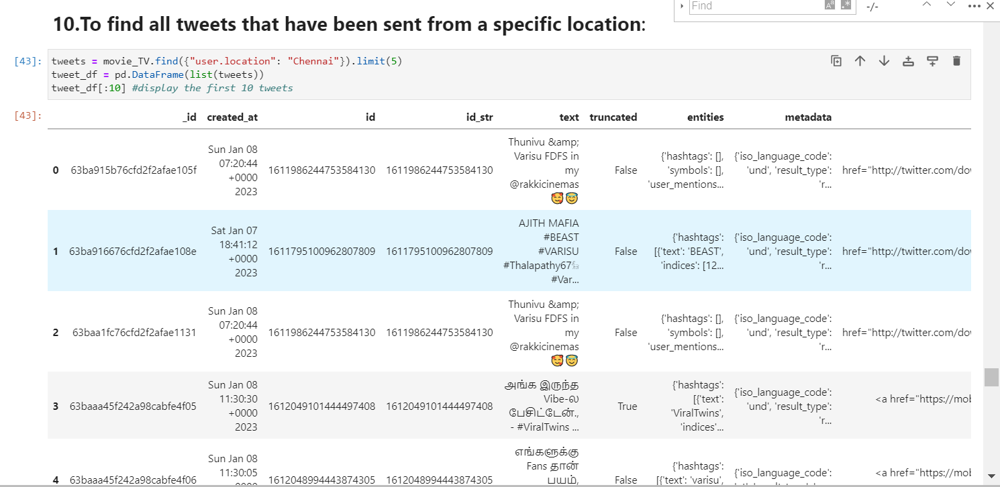 Find
-/-
10.To find all tweets that have been sent from a specific location:
[43]:
tweets = movie_TV.find({"user.location": "Chennai"}).limit(5)
tweet_df = pd.DataFrame(list(tweets))
tweet_df[:10] #display the first 10 tweets
[43]:
_id created_at id id_str text truncated entities metadata
0 63ba915b76cfd2f2afae105f
Sun Jan 08
07:20:44
+0000
2023
1611986244753584130 1611986244753584130
Thunivu &amp;
Varisu FDFS in
my
@rakkicinemas
🥰😇
False
{'hashtags': [],
'symbols': [],
'user_mentions...
{'iso_language_code':
'und', 'result_type':
'r...
href="http://twitter.com/do
1 63ba916676cfd2f2afae108e
Sat Jan 07
18:41:12
+0000
2023
1611795100962807809 1611795100962807809
AJITH MAFIA
#BEAST
#VARISU
#Thalapathy67
#Var...
False
{'hashtags':
[{'text': 'BEAST',
'indices': [12...
{'iso_language_code':
'und', 'result_type':
'r...
href="http://twitter.com/do
2 63baa1fc76cfd2f2afae1131
Sun Jan 08
07:20:44
+0000
2023
1611986244753584130 1611986244753584130
Thunivu &amp;
Varisu FDFS in
my
@rakkicinemas
🥰😇
False
{'hashtags': [],
'symbols': [],
'user_mentions...
{'iso_language_code':
'und', 'result_type':
'r...
href="http://twitter.com/do
3 63baaa45f242a98cabfe4f05
Sun Jan 08
11:30:30
+0000
2023
1612049101444497408 1612049101444497408
அங்க இருந்த
Vibe-ல
பேசிட்டேன்.,
- #ViralTwins ...
True
{'hashtags':
[{'text':
'ViralTwins',
'indices'...
{'iso_language_code':
'und', 'result_type':
'r...
<a href="https://mob
4 63baaa45f242a98cabfe4f06
Sun Jan 08
11:30:05
1612048994443874305 1612048994443874305
எங்களுக்கு
Fans தான்
பயம்,
False
{'hashtags':
[{'text': 'varisu',
{'iso_language_code':
<a href="https://mob